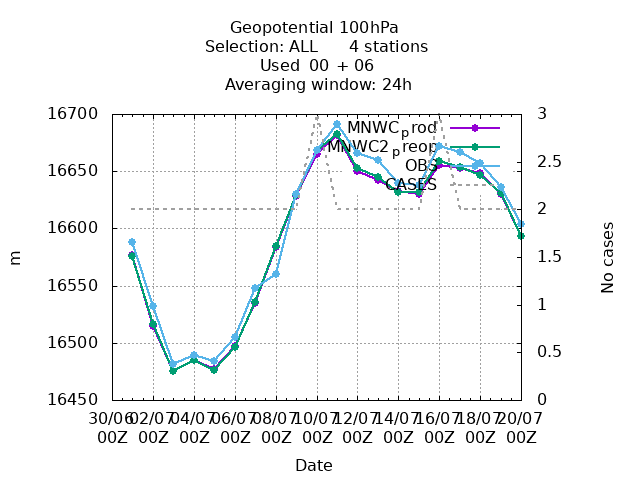 Geopotential 100hPa
Selection: ALL 4 stations
Used 00 + 06
Averaging window: 24h
16700 3
MNWCprod
MNWC2preop
16650 2.5
OBS
CASES
16600 2
m
16550 1.5
No cases
16500 1
0.5
16450 0
30/06 02/07 04/07 06/07 08/07 10/07 12/07 14/07 16/07 18/07 20/07
00Z 00Z 00Z 00Z 00Z 00Z 00Z 00Z 00Z 00Z 00Z
Date